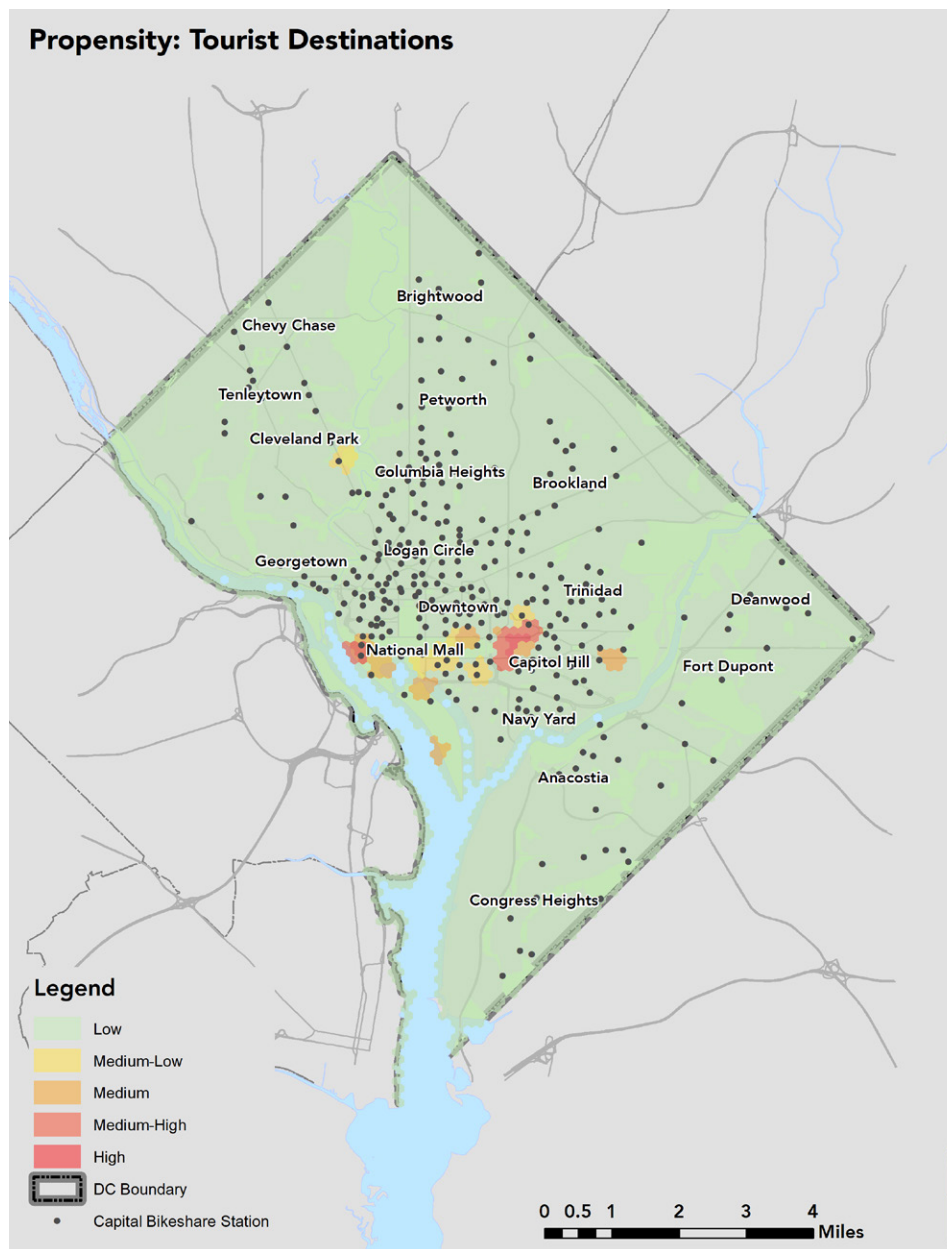 Propensity: Tourist Destinations
Brightwood
Chevy Chase
Tenleytown
Petworth
Cleveland Park
Columbia Heights
Brookland
Logan Circle
Georgetown
Trinidad
Deanwood
Downtown
National Mall
Capitol Hill
Fort Dupont
Navy Yard
Anacostia
Congress Heights
Legend
Low
Medium-Low
Medium
Medium-High
High
DC Boundary
Capital Bikeshare Station
0 0.5 1 2 3 4
Miles